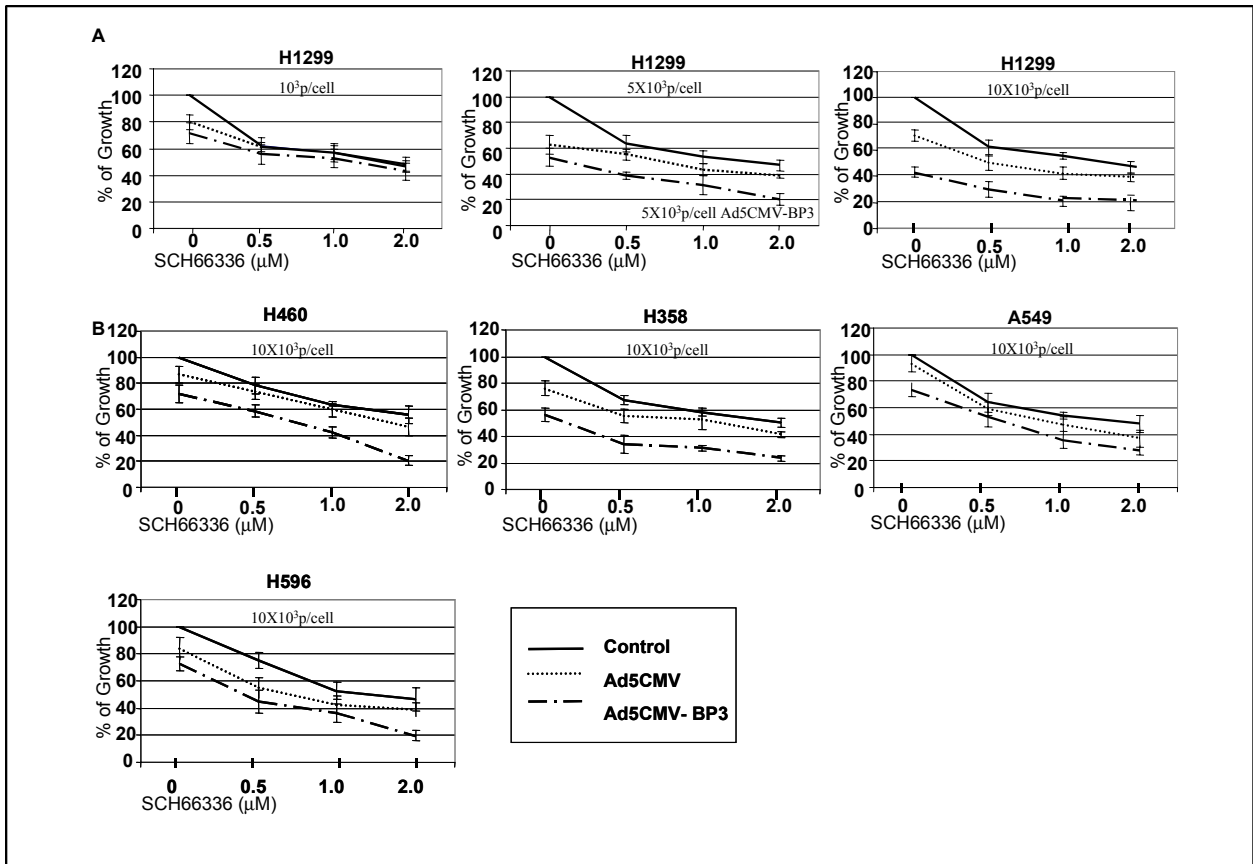 A
H1299
10³p/cell
% of Growth
120
100
80
60
40
20
0
0 0.5 1.0 2.0
SCH66336 (µM)
H1299
5X10³p/cell
% of Growth
120
100
80
60
40
20
0
5X10³p/cell Ad5CMV-BP3
0 0.5 1.0 2.0
SCH66336 (µM)
H1299
10X10³p/cell
% of Growth
120
100
80
60
40
20
0
0 0.5 1.0 2.0
SCH66336 (µM)
B
H460
10X10³p/cell
% of Growth
120
100
80
60
40
20
0
0 0.5 1.0 2.0
SCH66336 (µM)
H358
10X10³p/cell
% of Growth
120
100
80
60
40
20
0
0 0.5 1.0 2.0
SCH66336 (µM)
A549
10X10³p/cell
% of Growth
120
100
80
60
40
20
0
0 0.5 1.0 2.0
SCH66336 (µM)
H596
10X10³p/cell
% of Growth
120
100
80
60
40
20
0
0 0.5 1.0 2.0
SCH66336 (µM)
Control
Ad5CMV
Ad5CMV- BP3